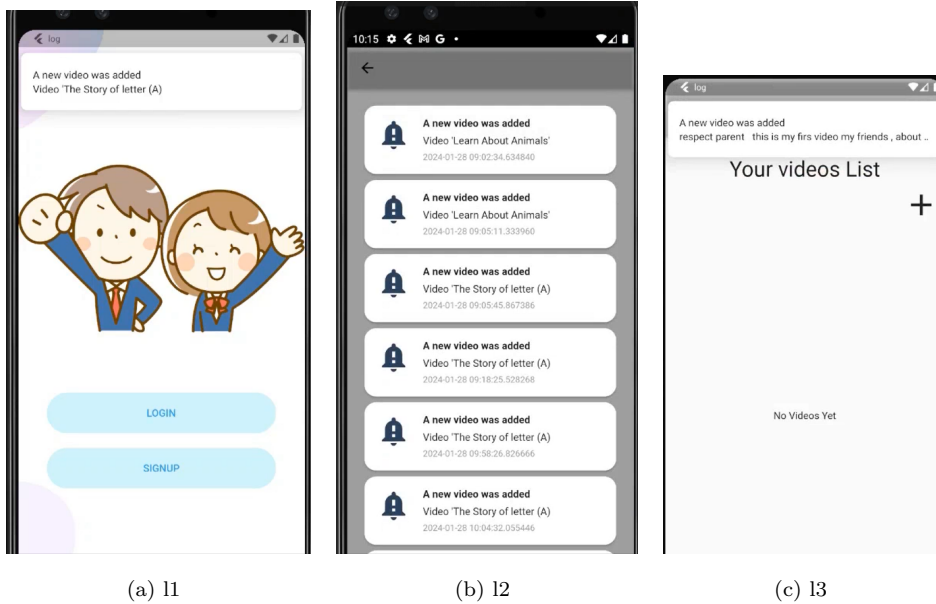 log
A new video was added
Video 'The Story of letter (A)
LOGIN
SIGNUP
(a) l1
10:15 G
A new video was added
Video 'Learn About Animals'
2024-01-28 09:02:34.634840
A new video was added
Video 'Learn About Animals'
2024-01-28 09:05:11.333960
A new video was added
Video 'The Story of letter (A)
2024-01-28 09:05:45.867386
A new video was added
Video 'The Story of letter (A)
2024-01-28 09:18:25.528268
A new video was added
Video 'The Story of letter (A)
2024-01-28 09:58:26.826666
A new video was added
Video 'The Story of letter (A)
2024-01-28 10:04:32.055446
(b) l2
log
A new video was added
respect parent this is my firs video my friends , about ..
Your videos List
+
No Videos Yet
(c) l3